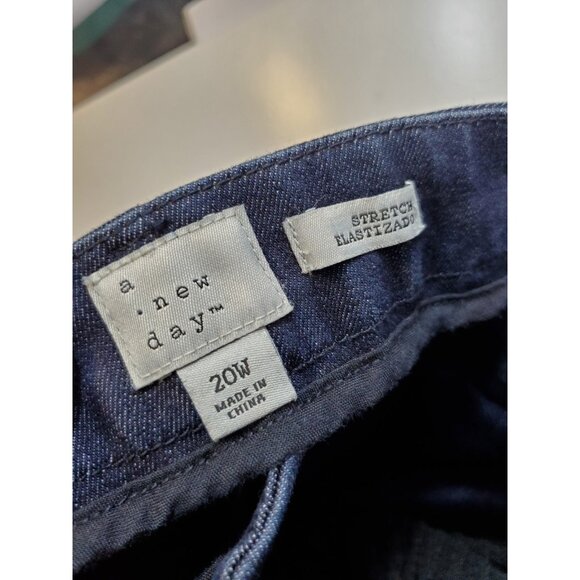 a
.new
day™
20W
MADE IN
CHINA
STRETCH
ELASTIZADO